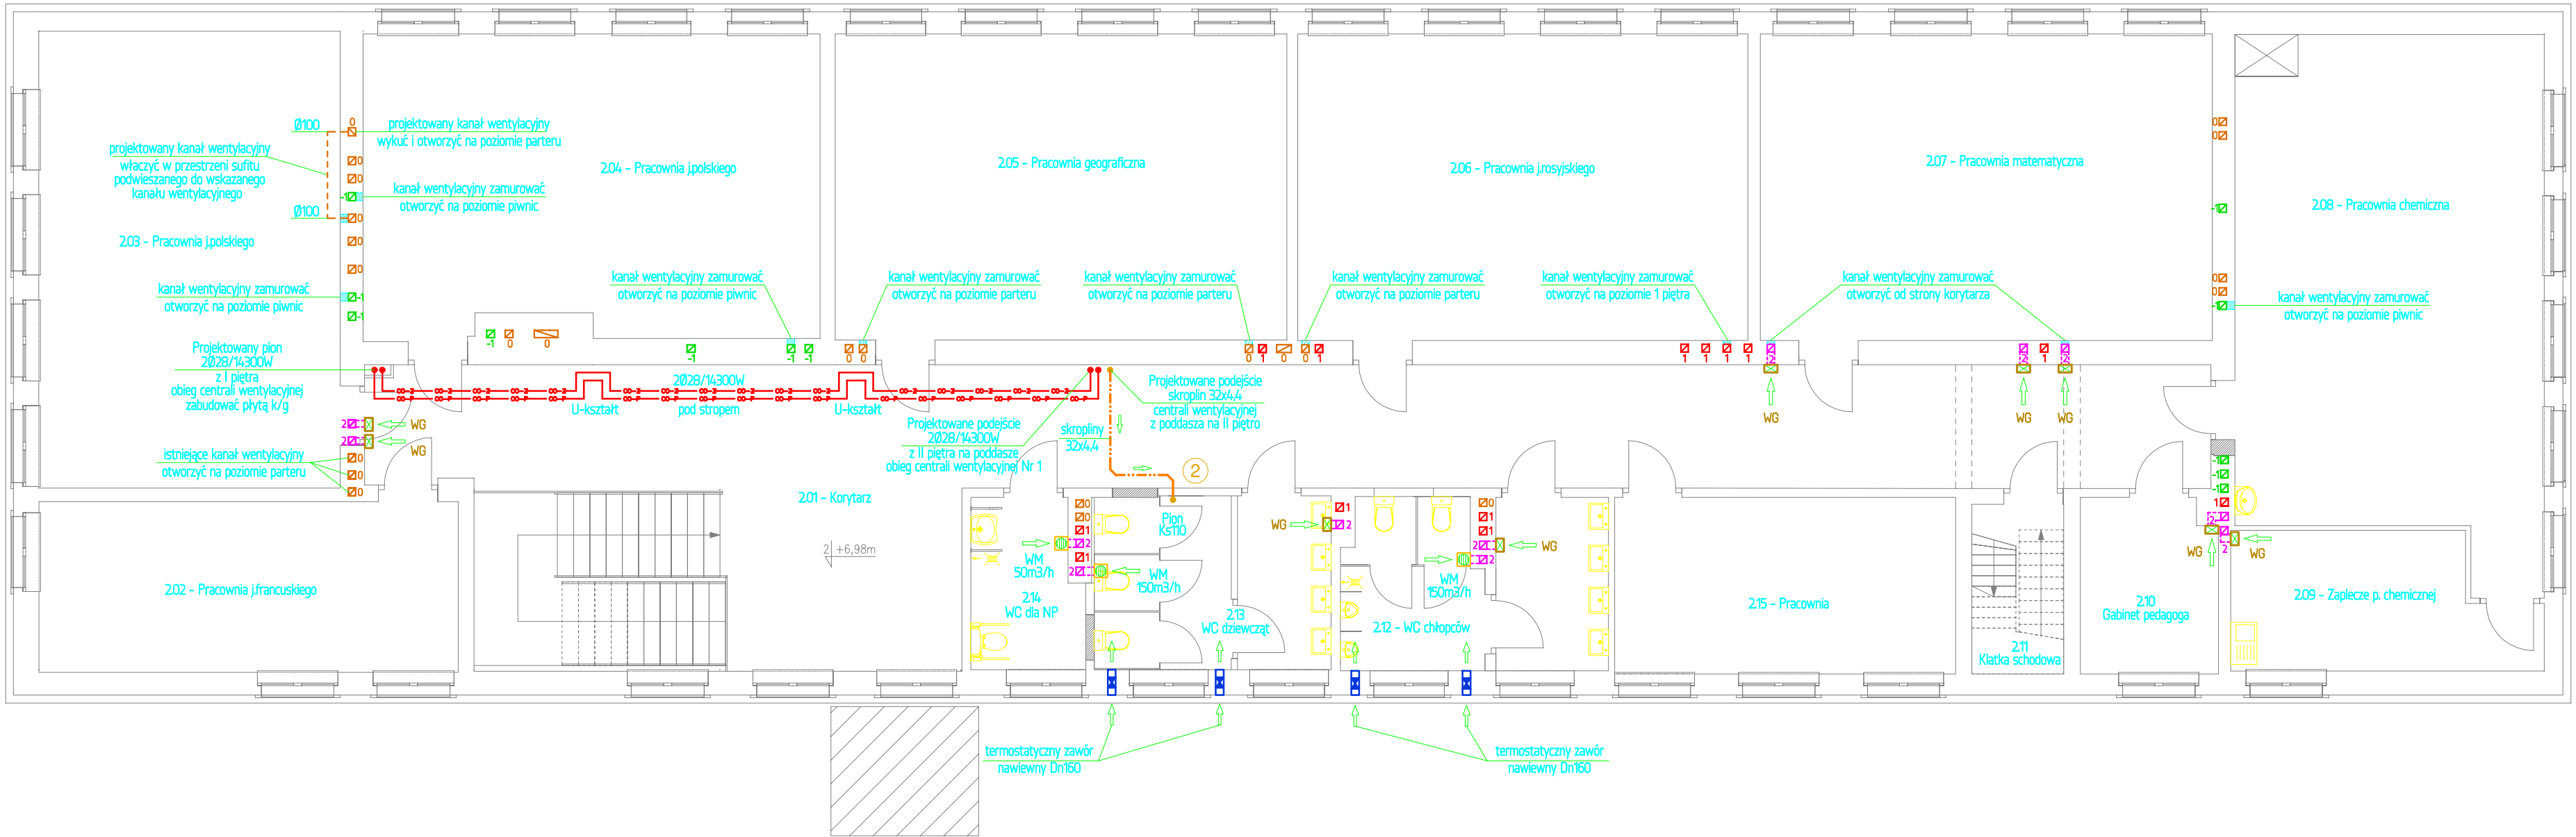 Ø100
0
projektowany kanał wentylacyjny
wykuć i otworzyć na poziomie parteru
projektowany kanał wentylacyjny
włączyć w przestrzeni sufitu
podwieszanego do wskazanego
kanału wentylacyjnego
Ø100
kanał wentylacyjny zamurować
otworzyć na poziomie piwnic
2.03 - Pracownia j.polskiego
2.04 - Pracownia j.polskiego
2.05 - Pracownia geograficzna
2.06 - Pracownia j.rosyjskiego
2.07 - Pracownia matematyczna
2.08 - Pracownia chemiczna
kanał wentylacyjny zamurować
otworzyć na poziomie piwnic
kanał wentylacyjny zamurować
otworzyć na poziomie piwnic
kanał wentylacyjny zamurować
otworzyć na poziomie parteru
kanał wentylacyjny zamurować
otworzyć na poziomie parteru
kanał wentylacyjny zamurować
otworzyć na poziomie parteru
kanał wentylacyjny zamurować
otworzyć na poziomie 1 piętra
kanał wentylacyjny zamurować
otworzyć od strony korytarza
kanał wentylacyjny zamurować
otworzyć na poziomie piwnic
Projektowany pion
2Ø28/14300W
z I piętra
obieg centrali wentylacyjnej
zabudować płytą k/g
2Ø28/14300W
U-kształt
pod stropem
U-kształt
Projektowane podejście
skroplin 32x4,4
centrali wentylacyjnej
z poddasza na II piętro
Projektowane podejście
2Ø28/14300W
z II piętra na poddasze
obieg centrali wentylacyjnej Nr 1
skropliny
32x4.4
2
WG
WG
WG
WG
WG
istniejące kanał wentylacyjny
otworzyć na poziomie parteru
2.01 - Korytarz
2 +6,98m
2.02 - Pracownia j.francuskiego
Pion
Ks110
WM
50m3/h
WM
150m3/h
2.14
WC dla NP
2.13
WC dziewcząt
WG
WG
WM
150m3/h
2.12 - WC chłopców
2.15 - Pracownia
2.11
Klatka schodowa
2.10
Gabinet pedagoga
WG
WG
2.09 - Zaplecze p. chemicznej
termostatyczny zawór
nawiewny Dn160
termostatyczny zawór
nawiewny Dn160